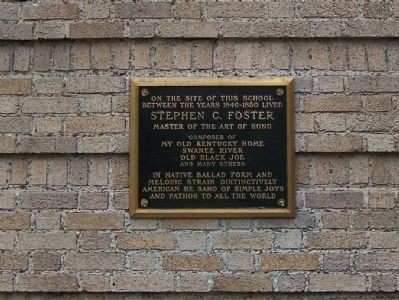 ON THE SITE OF THIS SCHOOL
BETWEEN THE YEARS 1846-1850 LIVED
STEPHEN C. FOSTER
MASTER OF THE ART OF SONG
COMPOSER OF
MY OLD KENTUCKY HOME
SWANEE RIVER
OLD BLACK JOE
AND MANY OTHERS
IN NATIVE BALLAD FORM AND
MELODIC STRAIN DISTINCTIVELY
AMERICAN HE SANG OF SIMPLE JOYS
AND PATHOS TO ALL THE WORLD